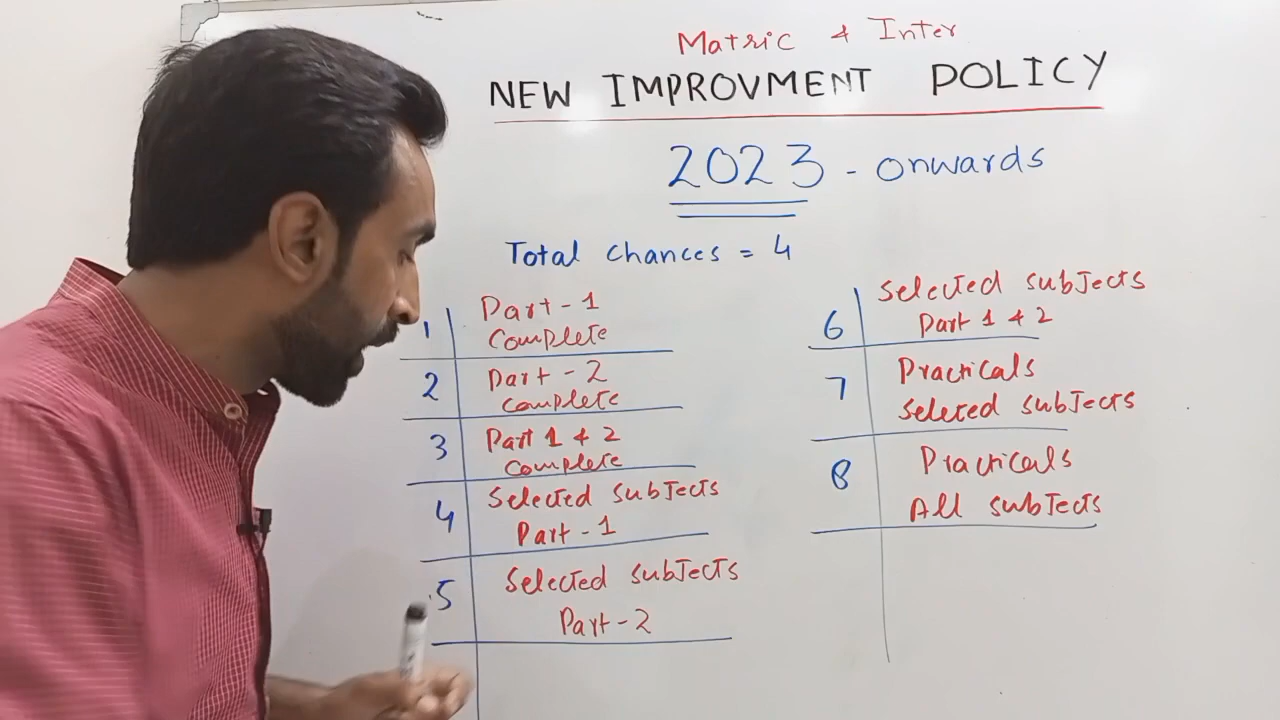 Matric & Inter
NEW IMPROVMENT POLICY
2023 - onwards
Total Chances = 4
1 Part - 1
Complete
2 Part - 2
Complete
3 Part 1 & 2
Complete
4 Selected SubJects
Part - 1
5 Selected SubJects
Part - 2
6 Selected SubJects
Part 1 & 2
7 Practicals
Seleted SubJects
8 Practicals
All SubJects